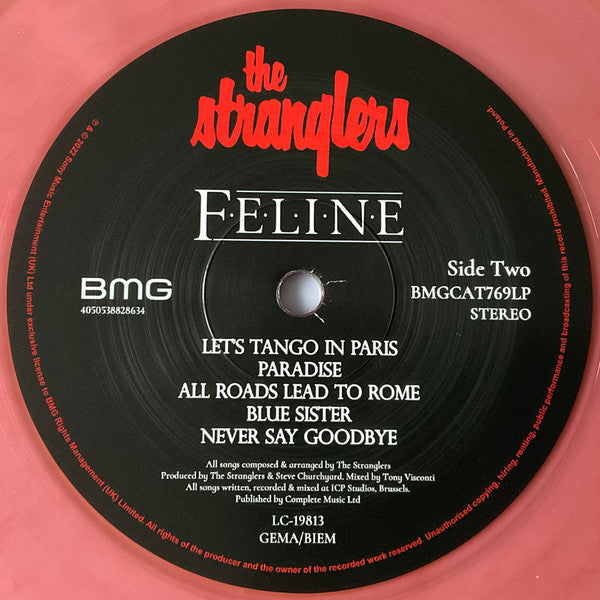 the
stranglers
F·E·L·I·N·E
Side Two
BMG
BMGCAT769LP
4050538828634
STEREO
LET'S TANGO IN PARIS
PARADISE
ALL ROADS LEAD TO ROME
BLUE SISTER
NEVER SAY GOODBYE
All songs composed & arranged by The Stranglers
Produced by The Stranglers & Steve Churchyard. Mixed by Tony Visconti
All songs written, recorded & mixed at ICP Studios, Brussels.
Published by Complete Music Ltd
LC-19813
GEMA/BIEM
℗ & © 2022 Sony Music Entertainment (UK) Ltd under exclusive license to BMG Rights Management (UK) Limited. All rights of the producer and the owner of the recorded work reserved. Unauthorised copying, hiring, renting, public performance and broadcasting of this record prohibited. Manufactured in Poland.